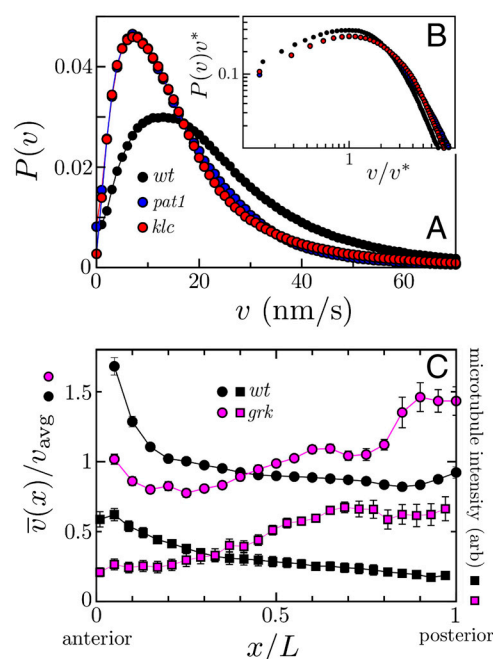 B
0.1
P(v)v*
1
v/v*
0.04
0.02
0
P(v)
wt
pat1
klc
A
0
20
40
60
v (nm/s)
C
wt
grk
1.5
1
0.5
0
v̅(x)/v_avg
microtubule intensity (arb)
0
0.5
1
anterior
x/L
posterior